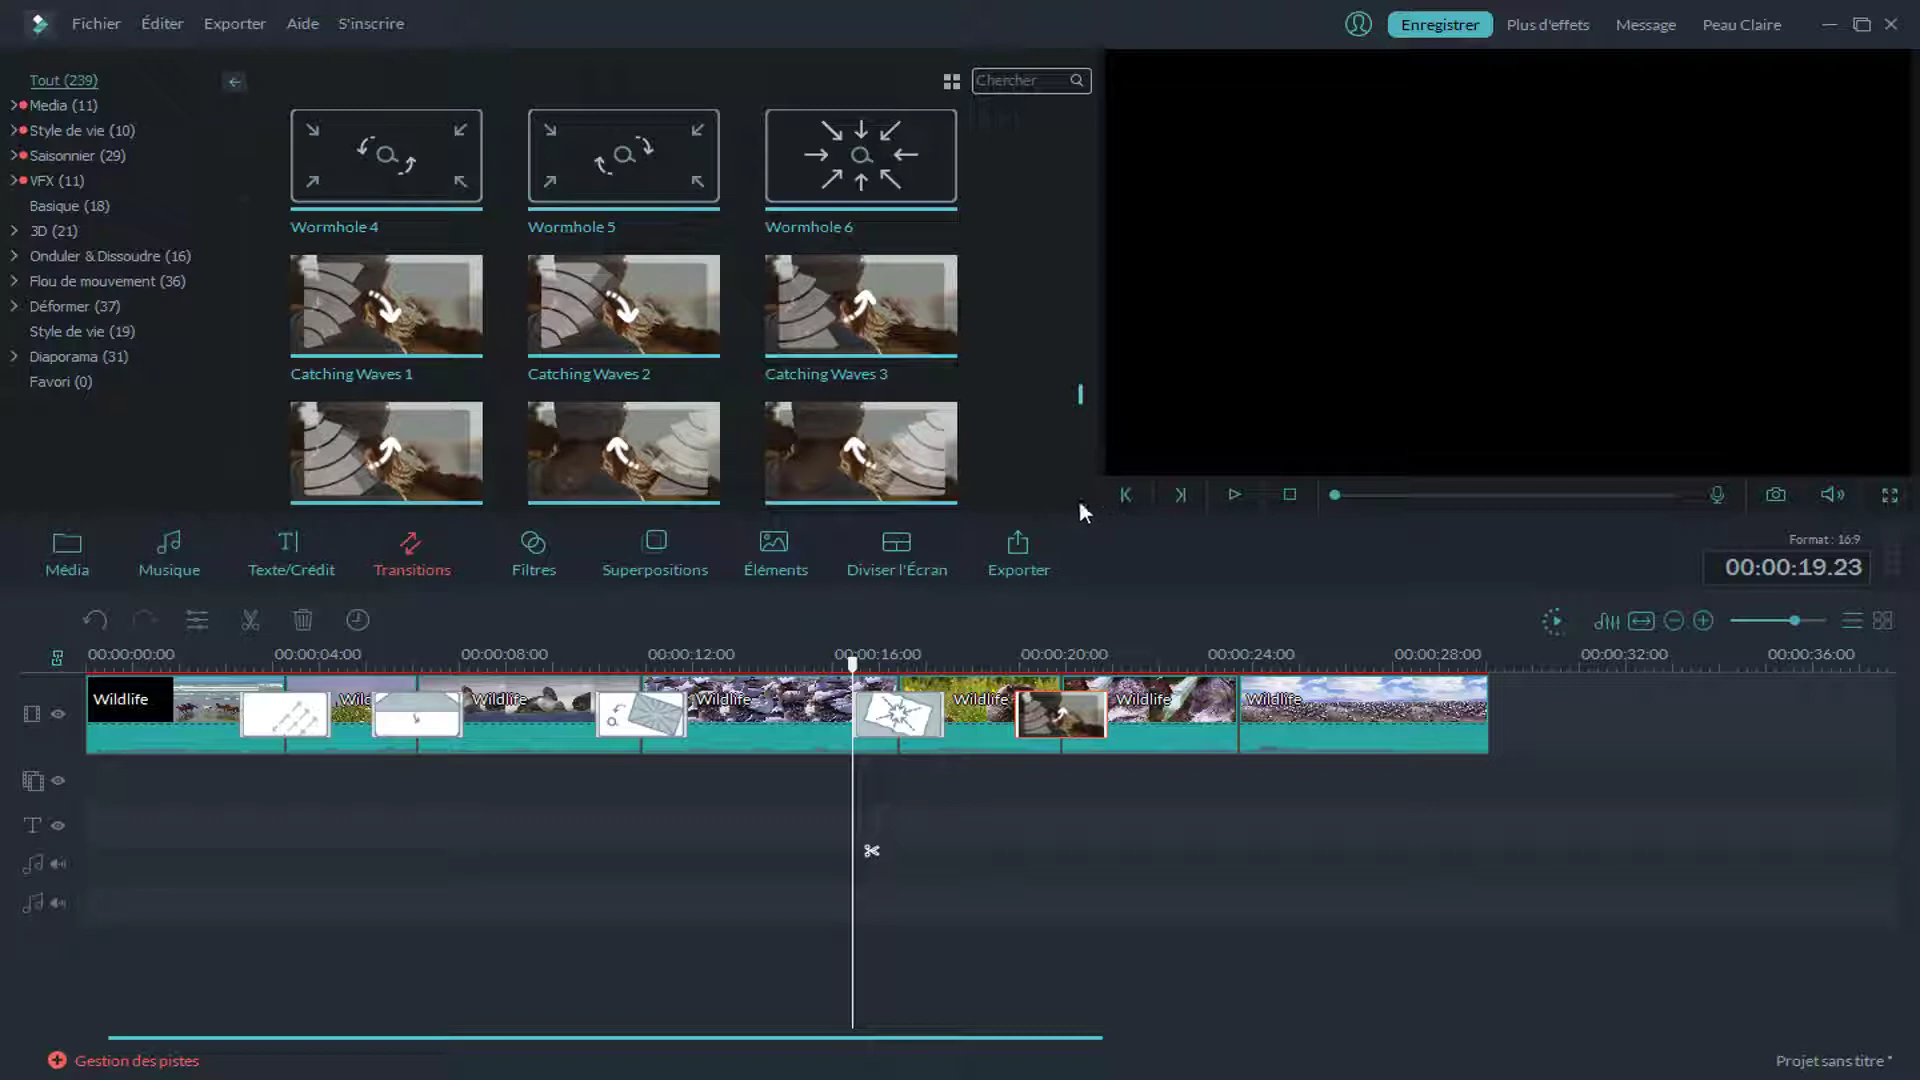 Fichier Éditer Exporter Aide S'inscrire
Enregistrer Plus d'effets Message Peau Claire
Tout (239)
Media (11)
Style de vie (10)
Saisonnier (29)
VFX (11)
Basique (18)
3D (21)
Onduler & Dissoudre (16)
Flou de mouvement (36)
Déformer (37)
Style de vie (19)
Diaporama (31)
Favori (0)
Chercher
Wormhole 4 Wormhole 5 Wormhole 6
Catching Waves 1 Catching Waves 2 Catching Waves 3
Média Musique Texte/Crédit Transitions Filtres Superpositions Éléments Diviser l'Écran Exporter
Format : 16:9
00:00:19.23
00:00:00:00 00:00:04:00 00:00:08:00 00:00:12:00 00:00:16:00 00:00:20:00 00:00:24:00 00:00:28:00 00:00:32:00 00:00:36:00
Wildlife Wildl Wildlife Wildlife Wildlife Wildlife Wildlife
Gestion des pistes
Projet sans titre *